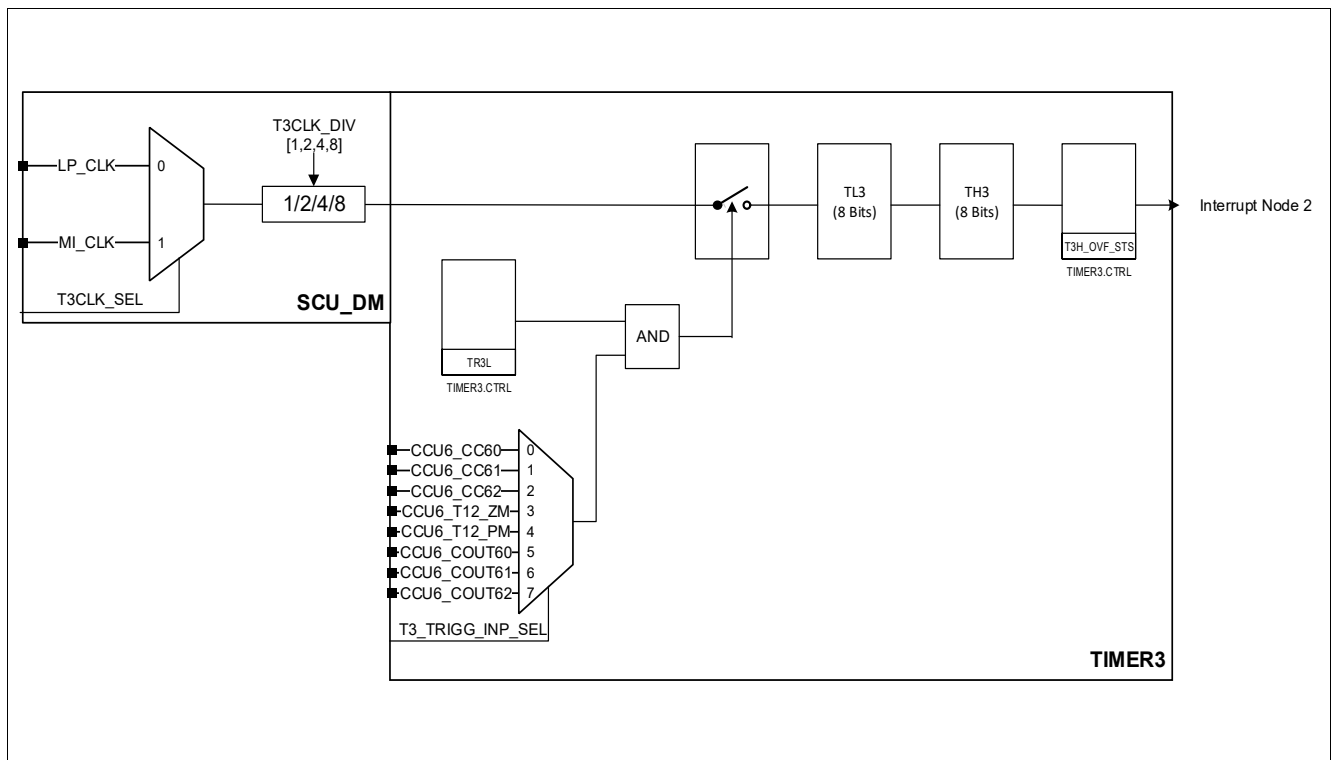 T3CLK_DIV
[1,2,4,8]
LP_CLK
0
1/2/4/8
MI_CLK
1
T3CLK_SEL
SCU_DM
TL3
(8 Bits)
TH3
(8 Bits)
Interrupt Node 2
T3H_OVF_STS
TIMER3.CTRL
AND
TR3L
TIMER3.CTRL
CCU6_CC60 0
CCU6_CC61 1
CCU6_CC62 2
CCU6_T12_ZM 3
CCU6_T12_PM 4
CCU6_COUT60 5
CCU6_COUT61 6
CCU6_COUT62 7
T3_TRIGG_INP_SEL
TIMER3